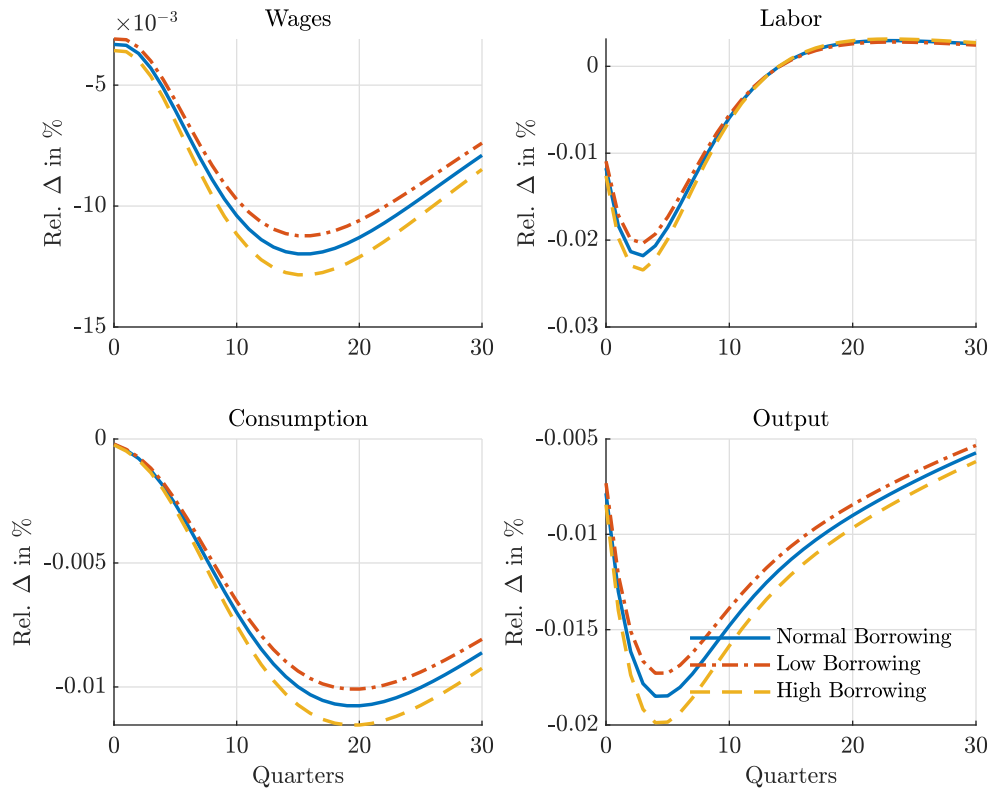 ×10⁻³ Wages
-5
-10
-15
0 10 20 30
Rel. Δ in %
Labor
0
-0.01
-0.02
-0.03
0 10 20 30
Rel. Δ in %
Consumption
0
-0.005
-0.01
0 10 20 30
Rel. Δ in %
Quarters
Output
-0.005
-0.01
-0.015
-0.02
0 10 20 30
Rel. Δ in %
Quarters
Normal Borrowing
Low Borrowing
High Borrowing